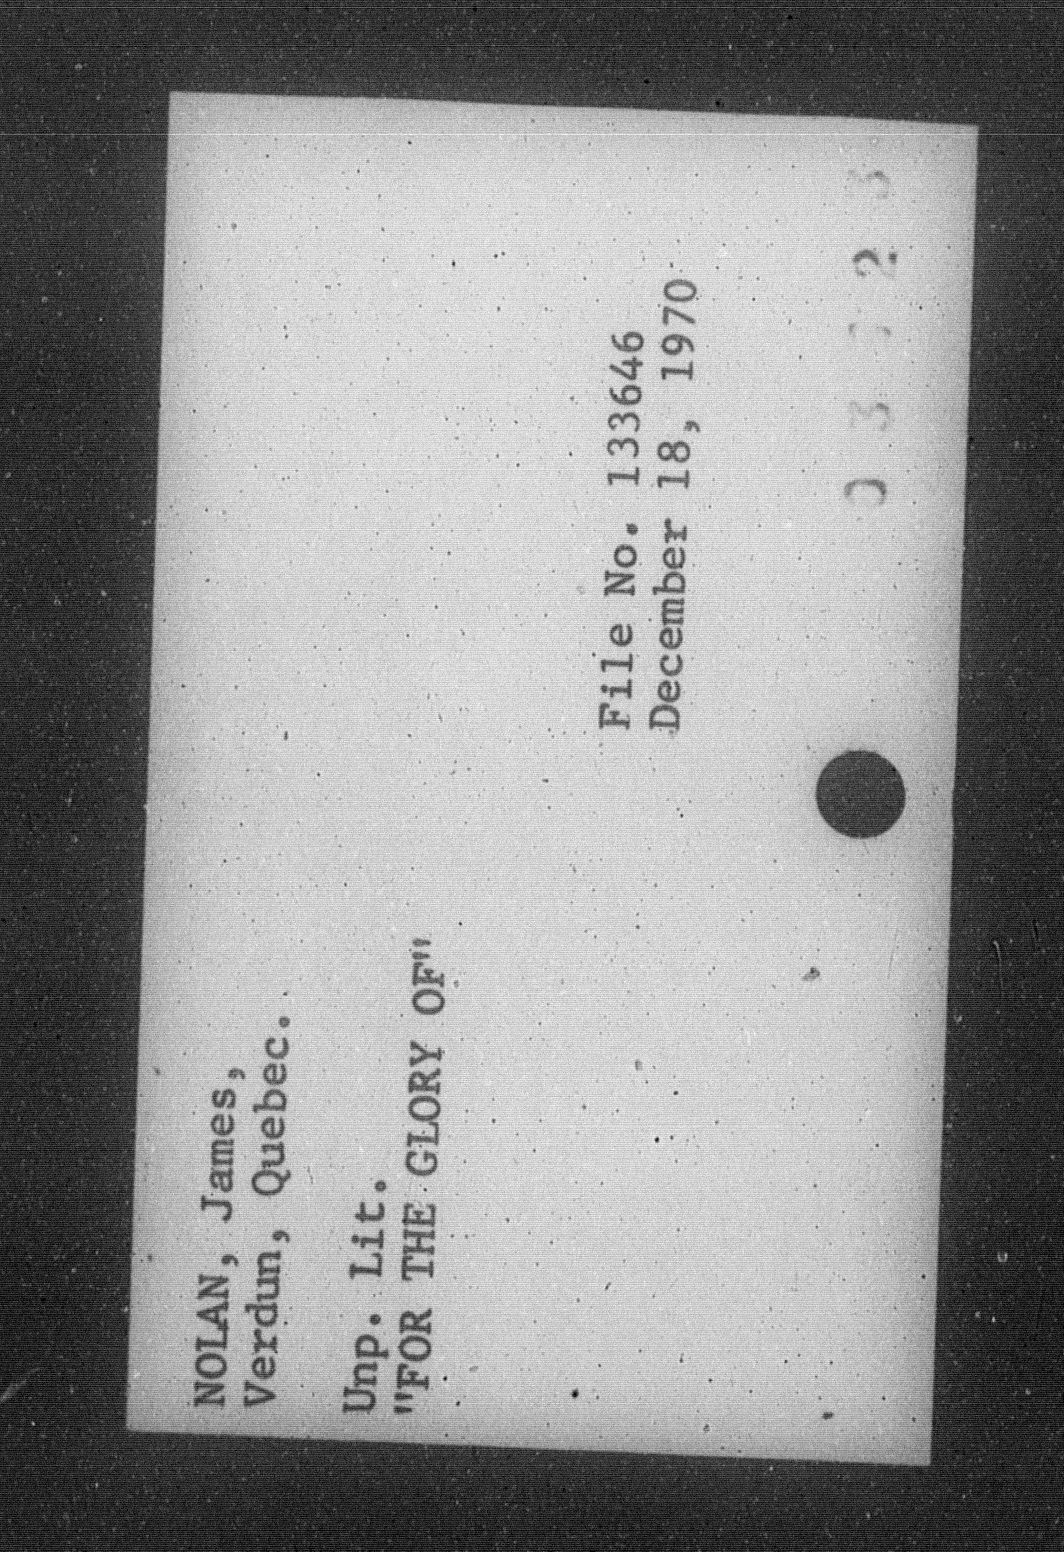 NOLAN, James,
Verdun, Quebec.
Unp. Lit.
"FOR THE GLORY OF"
File No. 133646
December 18, 1970